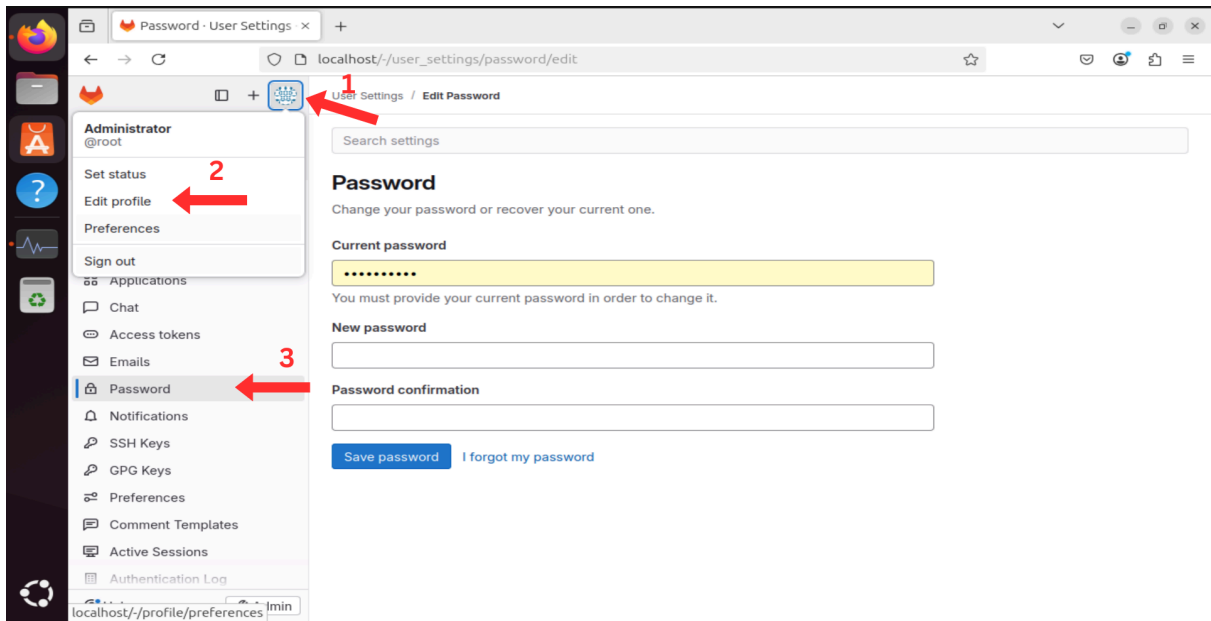 Password · User Settings
localhost/-/user_settings/password/edit
1
User Settings / Edit Password
Administrator
@root
Set status
2
Edit profile
Preferences
Sign out
Applications
Chat
Access tokens
Emails
3
Password
Notifications
SSH Keys
GPG Keys
Preferences
Comment Templates
Active Sessions
Authentication Log
Admin
localhost/-/profile/preferences
Search settings
Password
Change your password or recover your current one.
Current password
••••••••••
You must provide your current password in order to change it.
New password
Password confirmation
Save password
I forgot my password